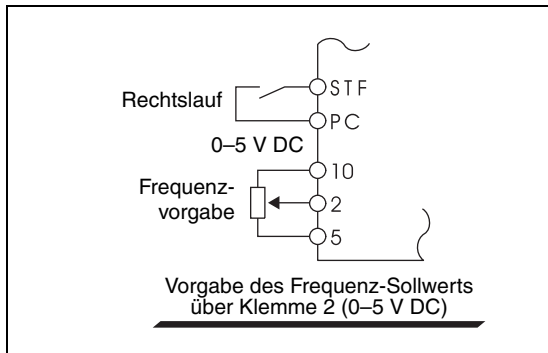 STF
Rechtslauf
PC
0–5 V DC
10
Frequenz-
vorgabe
2
5
Vorgabe des Frequenz-Sollwerts
über Klemme 2 (0–5 V DC)